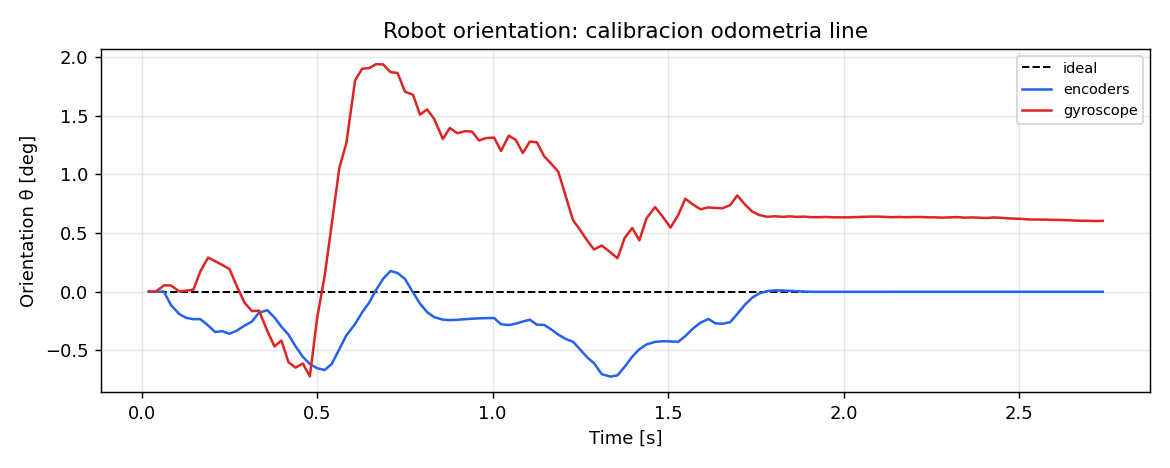 Robot orientation: calibracion odometria line
ideal
encoders
gyroscope
Orientation θ [deg]
2.0
1.5
1.0
0.5
0.0
−0.5
0.0 0.5 1.0 1.5 2.0 2.5
Time [s]